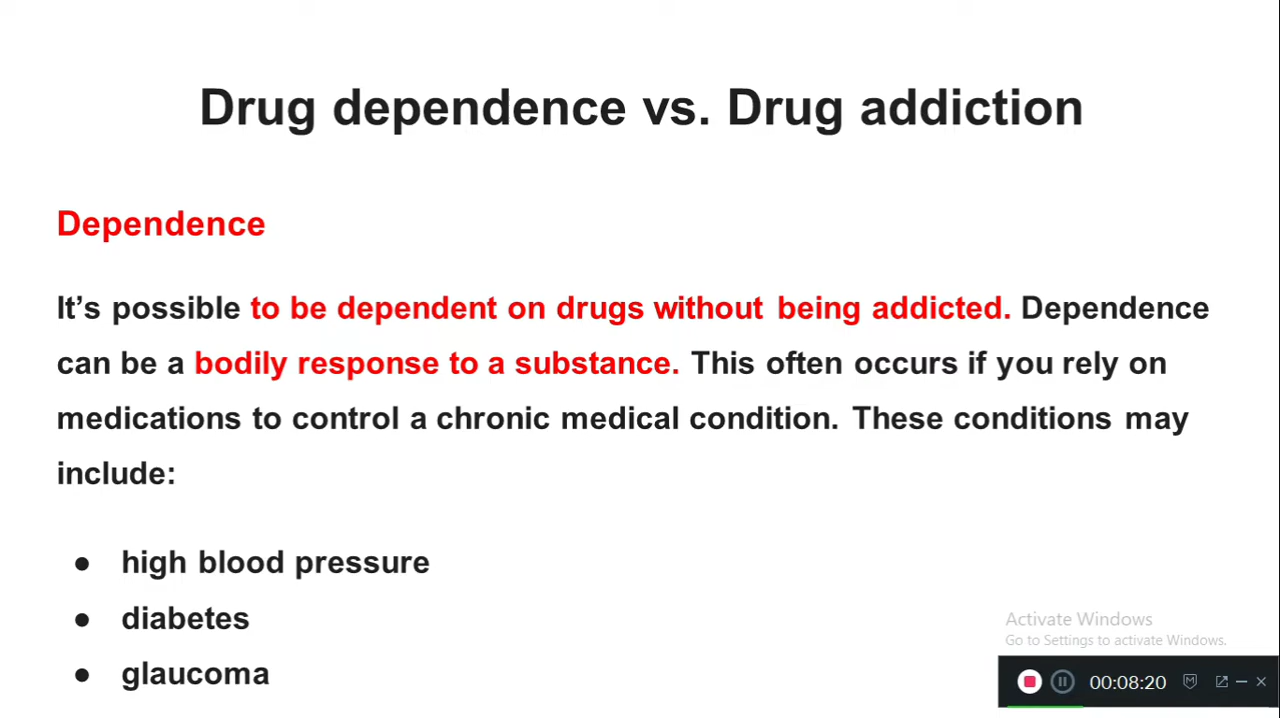 Drug dependence vs. Drug addiction
Dependence
It’s possible to be dependent on drugs without being addicted. Dependence
can be a bodily response to a substance. This often occurs if you rely on
medications to control a chronic medical condition. These conditions may
include:
● high blood pressure
● diabetes
● glaucoma
Activate Windows
Go to Settings to activate Windows.
00:08:20